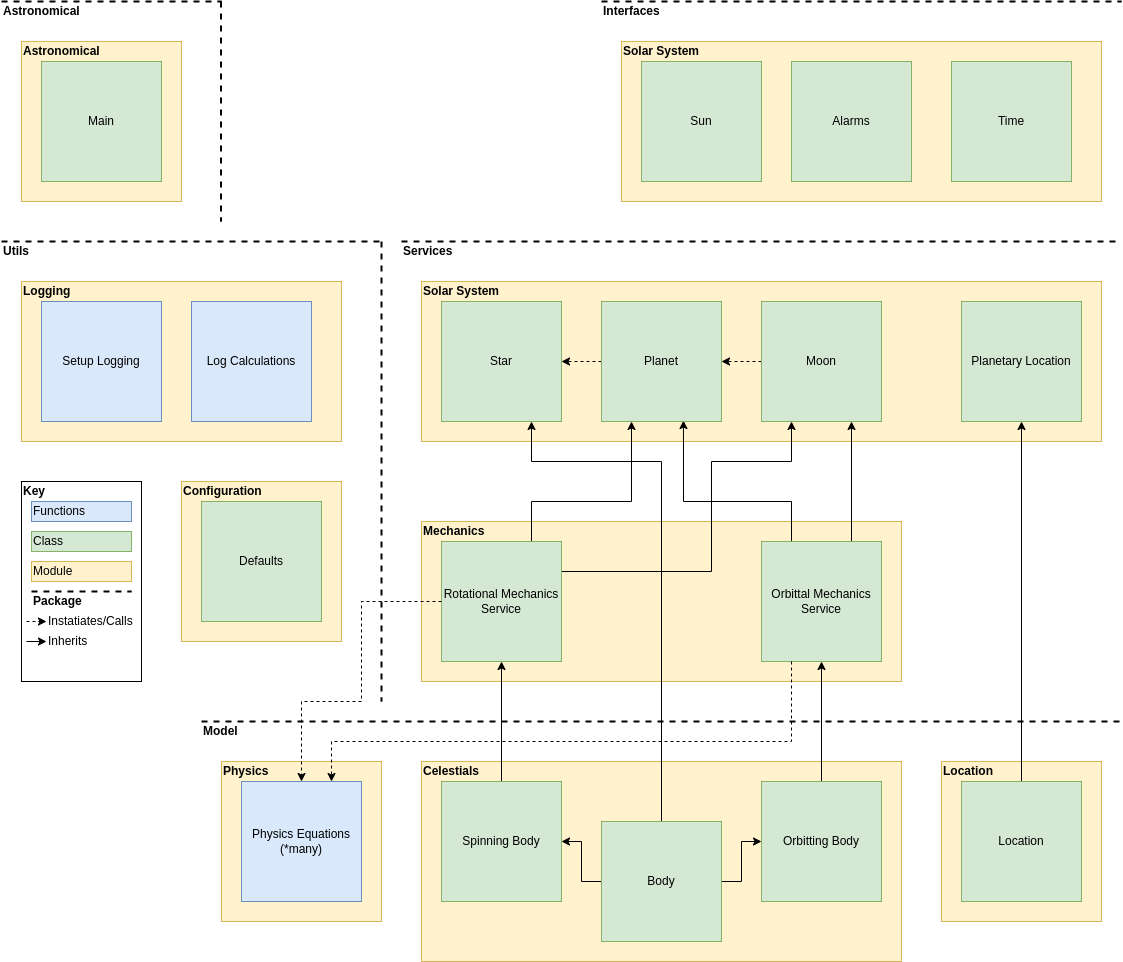 Astronomical
Astronomical
Main
Interfaces
Solar System
Sun
Alarms
Time
Utils
Logging
Setup Logging
Log Calculations
Services
Solar System
Star
Planet
Moon
Planetary Location
Key
Functions
Class
Module
Package
Instatiates/Calls
Inherits
Configuration
Defaults
Mechanics
Rotational Mechanics
Service
Orbittal Mechanics
Service
Model
Physics
Physics Equations
(*many)
Celestials
Spinning Body
Body
Orbitting Body
Location
Location